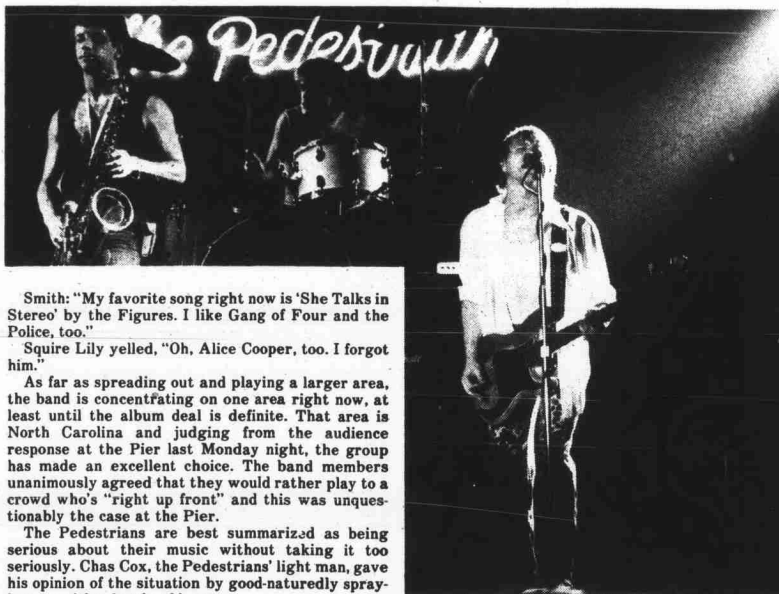 the Pedestrians
Smith: "My favorite song right now is 'She Talks in
Stereo' by the Figures. I like Gang of Four and the
Police, too."
Squire Lily yelled, "Oh, Alice Cooper, too. I forgot
him."
As far as spreading out and playing a larger area,
the band is concentrating on one area right now, at
least until the album deal is definite. That area is
North Carolina and judging from the audience
response at the Pier last Monday night, the group
has made an excellent choice. The band members
unanimously agreed that they would rather play to a
crowd who's "right up front" and this was unques-
tionably the case at the Pier.
The Pedestrians are best summarized as being
serious about their music without taking it too
seriously. Chas Cox, the Pedestrians' light man, gave
his opinion of the situation by good-naturedly spray-